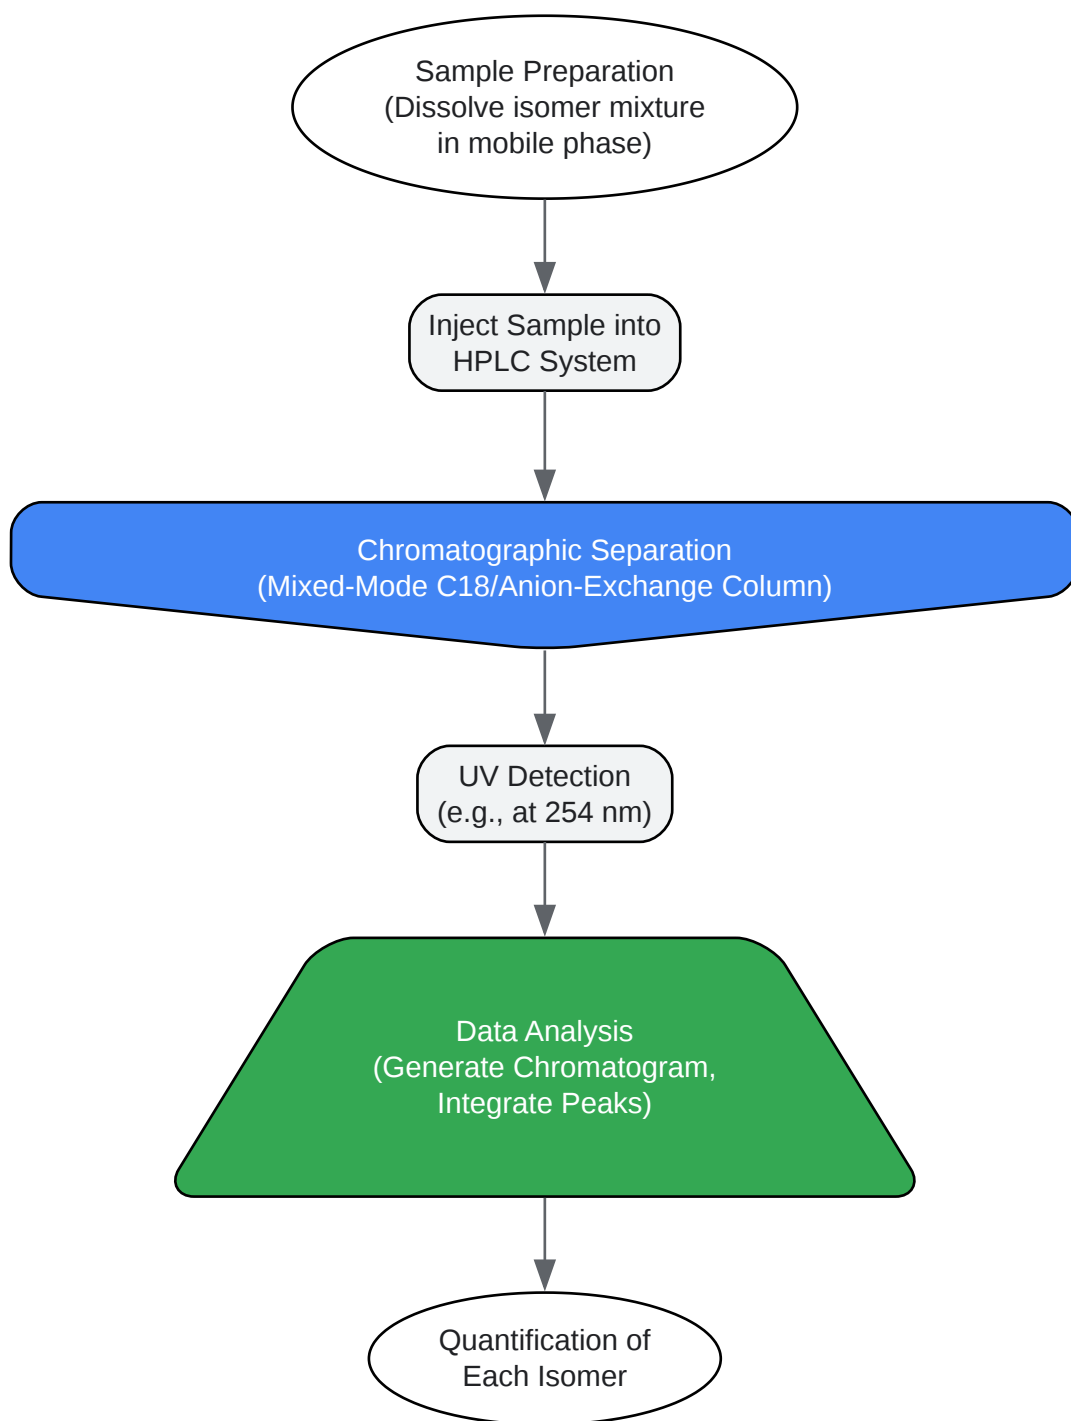 Sample Preparation
(Dissolve isomer mixture
in mobile phase)
Inject Sample into
HPLC System
Chromatographic Separation
(Mixed-Mode C18/Anion-Exchange Column)
UV Detection
(e.g., at 254 nm)
Data Analysis
(Generate Chromatogram,
Integrate Peaks)
Quantification of
Each Isomer